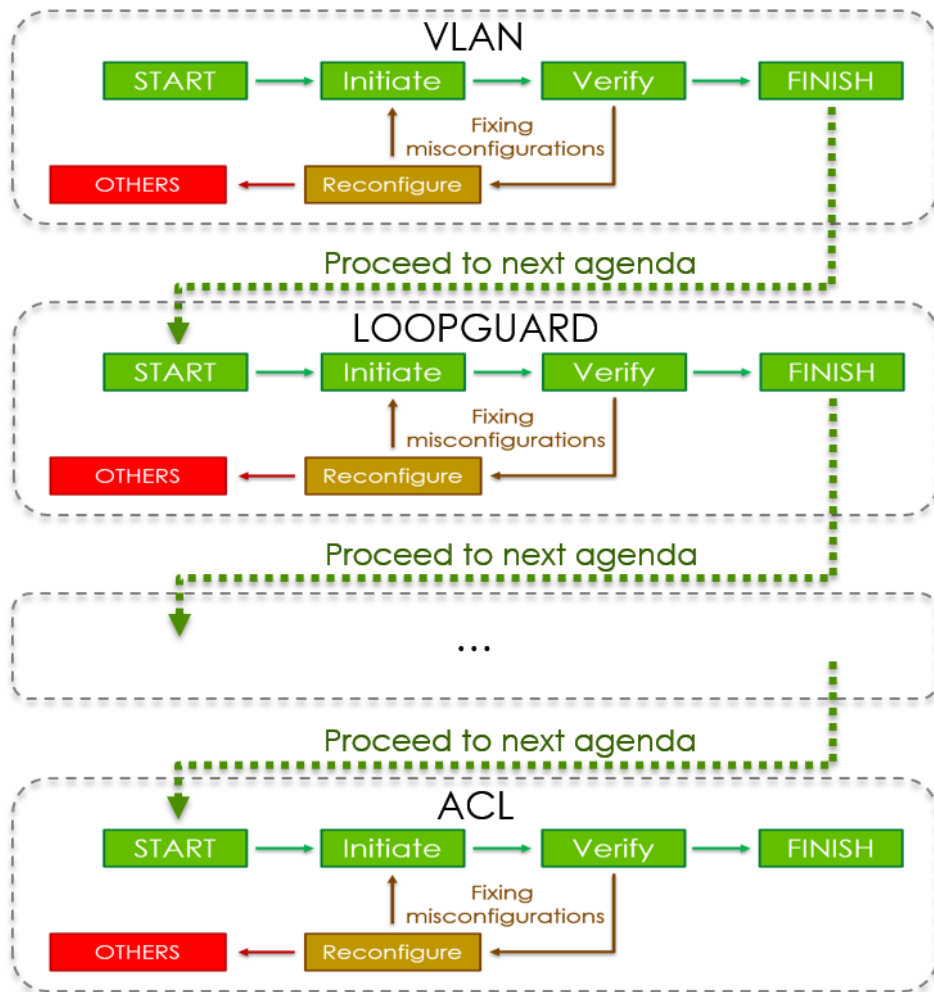 VLAN
START
Initiate
Verify
FINISH
Fixing
misconfigurations
OTHERS
Reconfigure
Proceed to next agenda
LOOPGUARD
START
Initiate
Verify
FINISH
Fixing
misconfigurations
OTHERS
Reconfigure
Proceed to next agenda
...
Proceed to next agenda
ACL
START
Initiate
Verify
FINISH
Fixing
misconfigurations
OTHERS
Reconfigure